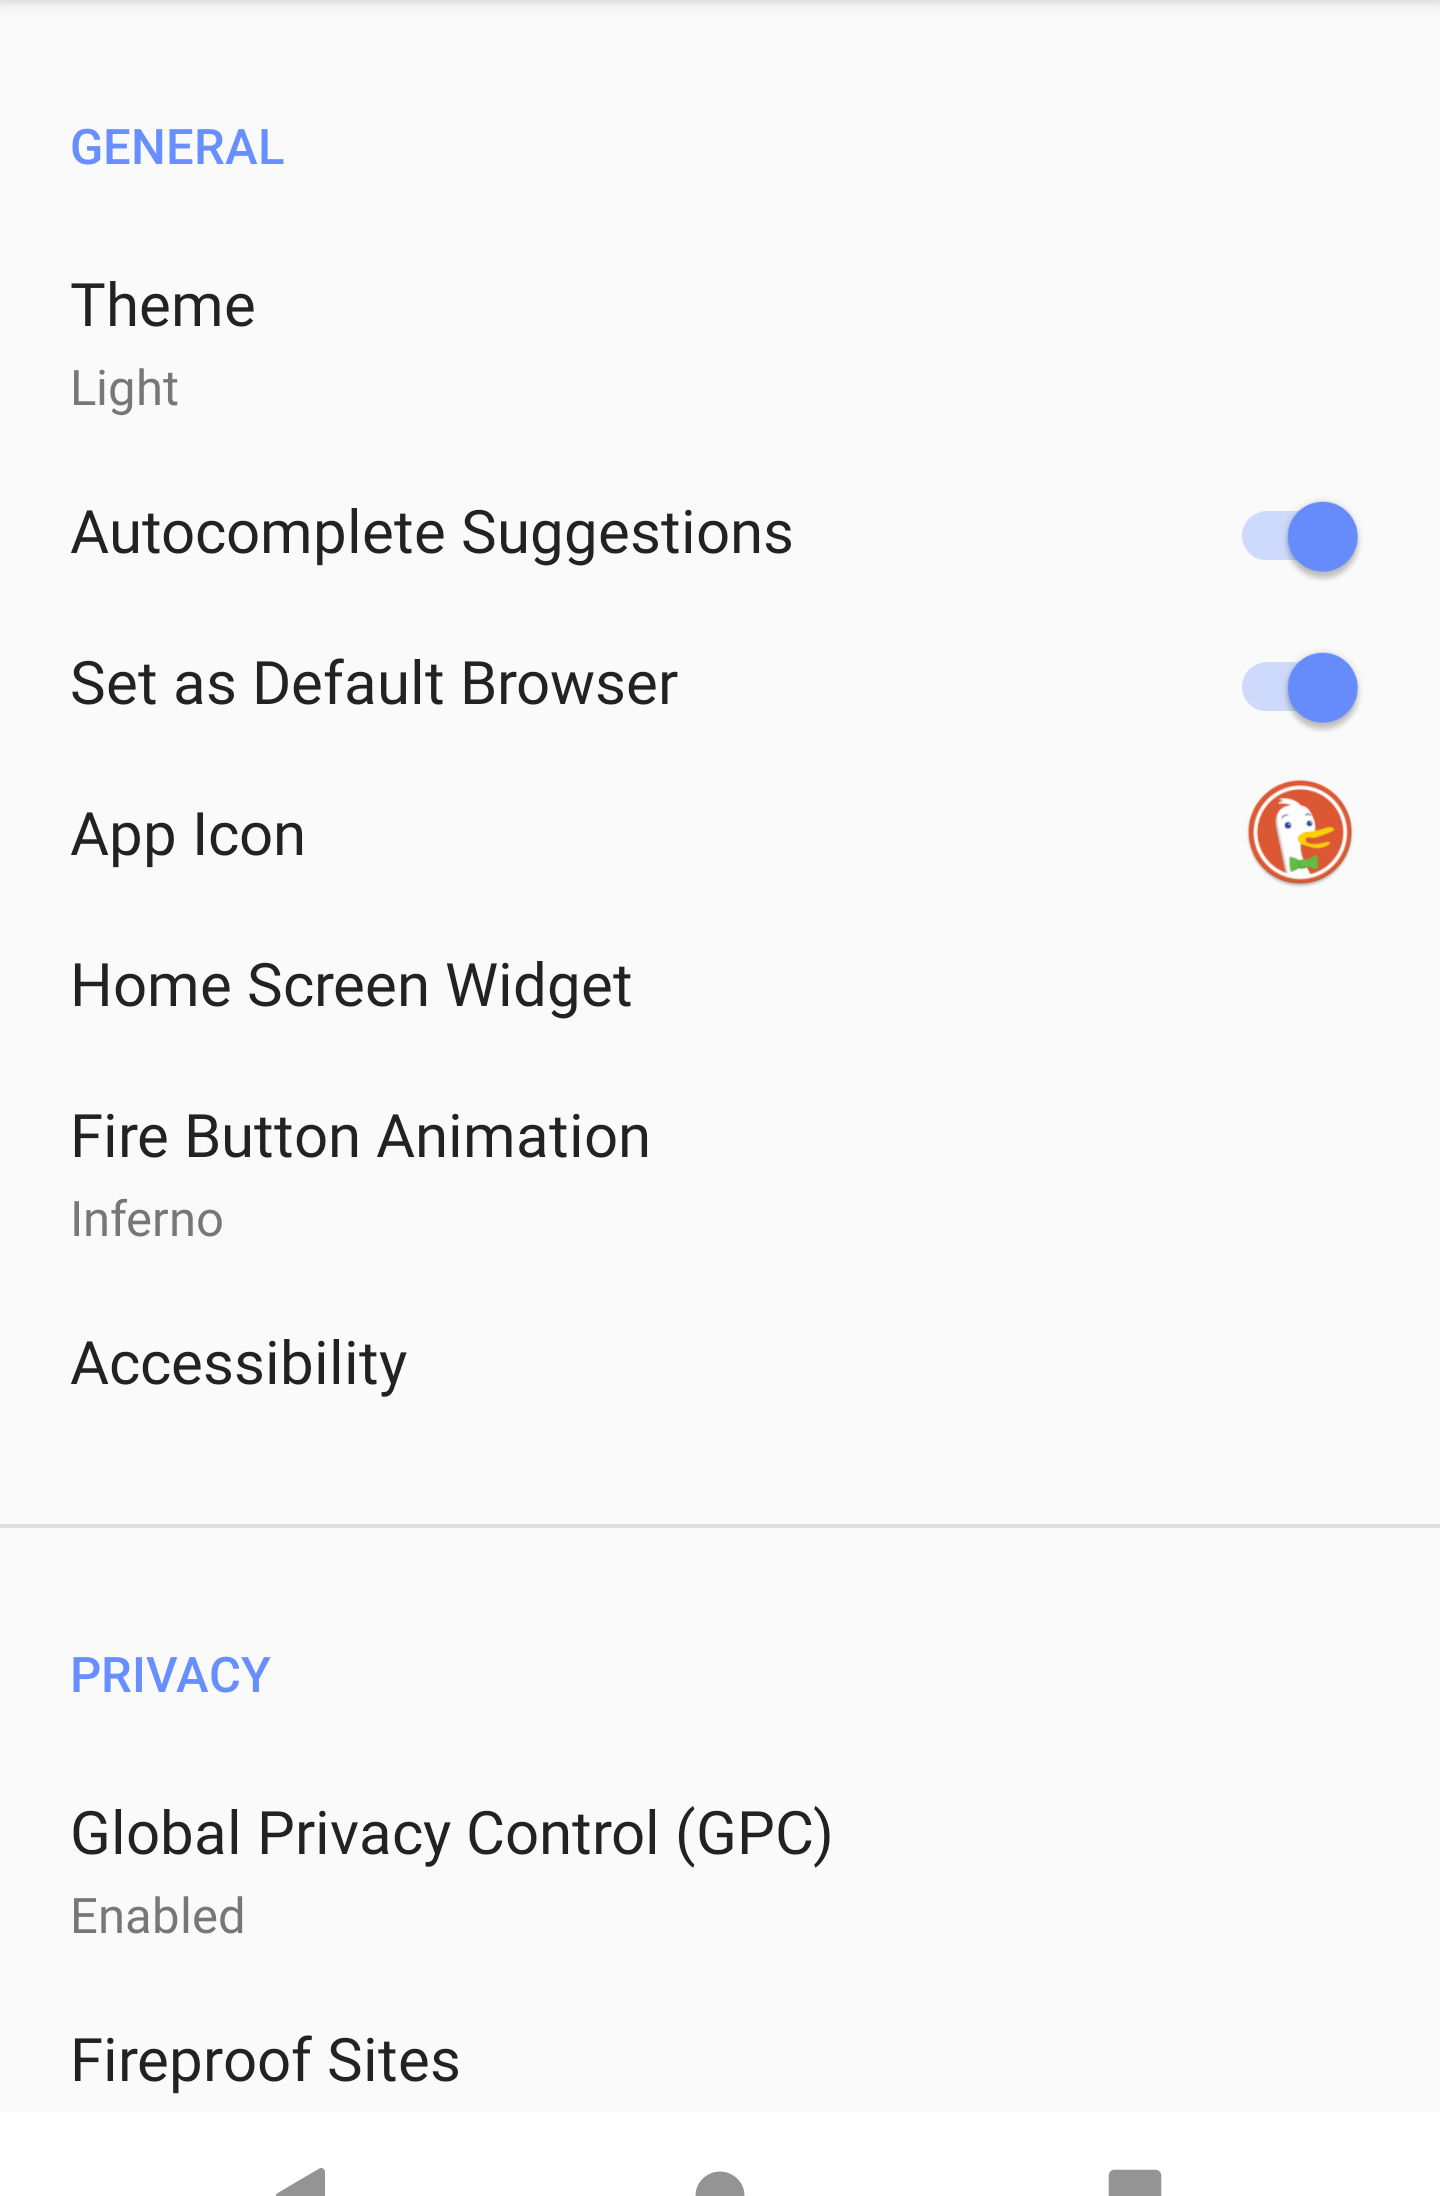 GENERAL
Theme
Light
Autocomplete Suggestions
Set as Default Browser
App Icon
Home Screen Widget
Fire Button Animation
Inferno
Accessibility
PRIVACY
Global Privacy Control (GPC)
Enabled
Fireproof Sites